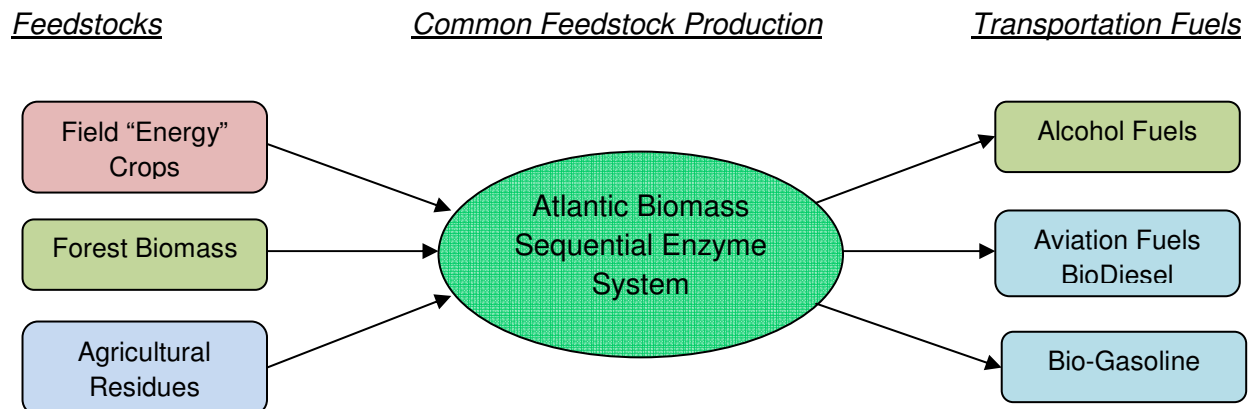 Feedstocks
Common Feedstock Production
Transportation Fuels
Field “Energy”
Crops
Forest Biomass
Agricultural
Residues
Atlantic Biomass
Sequential Enzyme
System
Alcohol Fuels
Aviation Fuels
BioDiesel
Bio-Gasoline